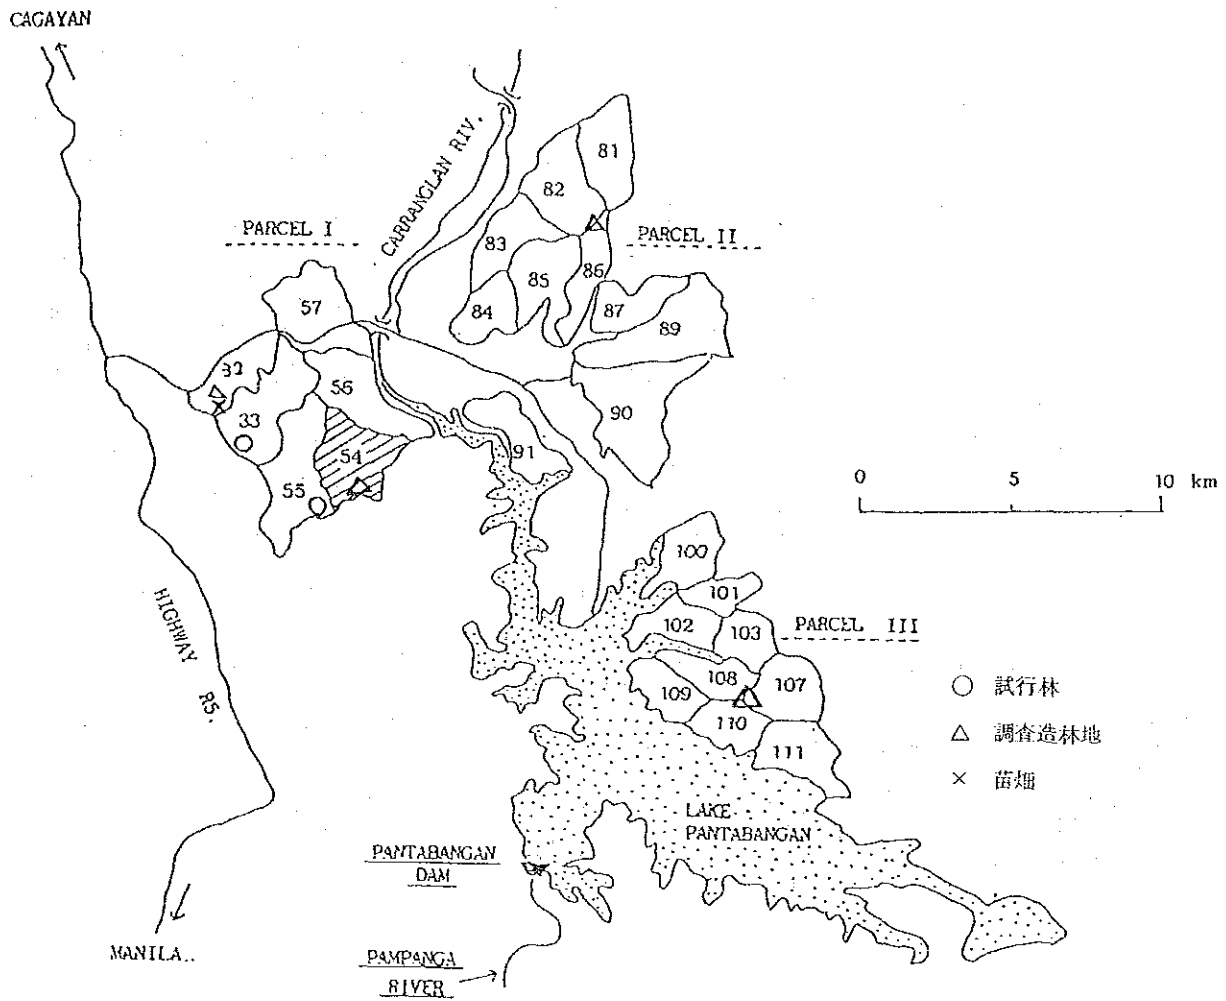 CAGAYAN
CARRANGLAN RIV.
PARCEL I
PARCEL II
81
82
83
85
86
84
87
89
57
32
56
33
90
54
91
55
0 5 10 km
100
101
102
103
PARCEL III
108
107
109
110
111
HIGHWAY R5.
○ 試行林
△ 調査造林地
× 苗畑
LAKE
PANTABANGAN
PANTABANGAN
DAM
MANILA..
PAMPANGA
RIVER